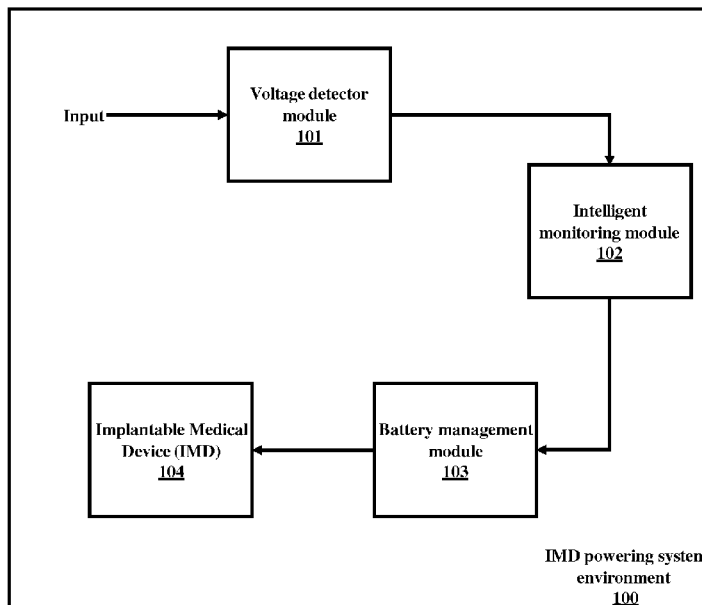 Input
Voltage detector
module
101
Intelligent
monitoring module
102
Implantable Medical
Device (IMD)
104
Battery management
module
103
IMD powering system
environment
100